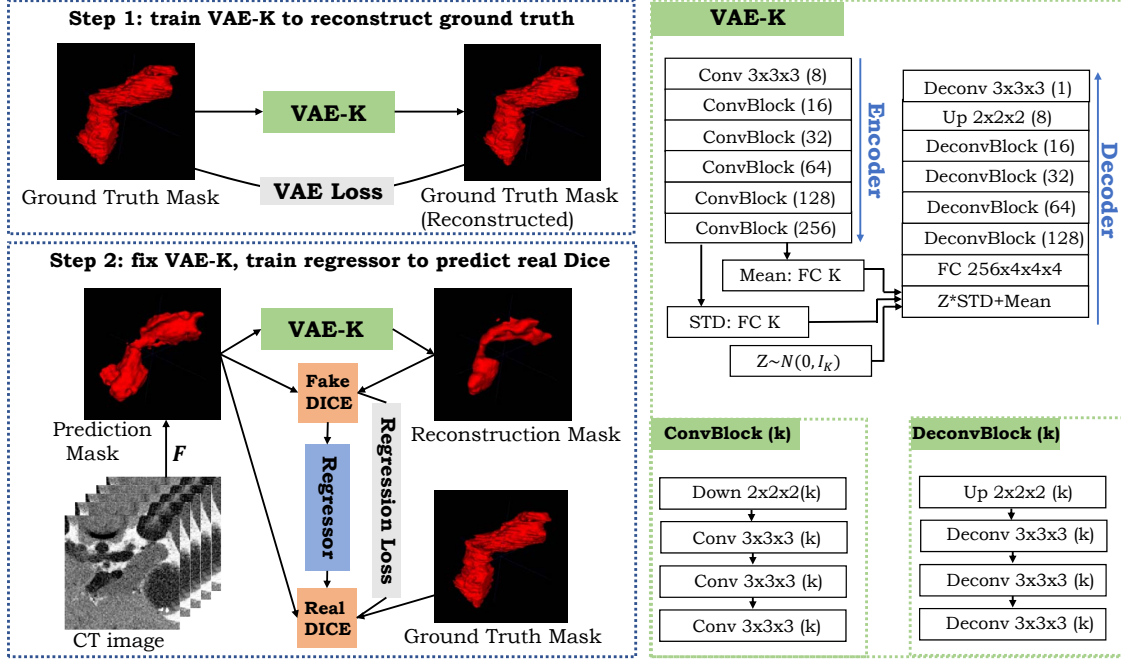 Step 1: train VAE-K to reconstruct ground truth
VAE-K
Ground Truth Mask
VAE Loss
Ground Truth Mask
(Reconstructed)
Step 2: fix VAE-K, train regressor to predict real Dice
VAE-K
Fake
DICE
Prediction
Mask
F
Regressor
Regression Loss
Reconstruction Mask
Real
DICE
CT image
Ground Truth Mask
VAE-K
Conv 3x3x3 (8)
ConvBlock (16)
ConvBlock (32)
ConvBlock (64)
ConvBlock (128)
ConvBlock (256)
Encoder
Mean: FC K
STD: FC K
Z~N(0, I_K)
Deconv 3x3x3 (1)
Up 2x2x2 (8)
DeconvBlock (16)
DeconvBlock (32)
DeconvBlock (64)
DeconvBlock (128)
FC 256x4x4x4
Z*STD+Mean
Decoder
ConvBlock (k)
Down 2x2x2(k)
Conv 3x3x3 (k)
Conv 3x3x3 (k)
Conv 3x3x3 (k)
DeconvBlock (k)
Up 2x2x2 (k)
Deconv 3x3x3 (k)
Deconv 3x3x3 (k)
Deconv 3x3x3 (k)